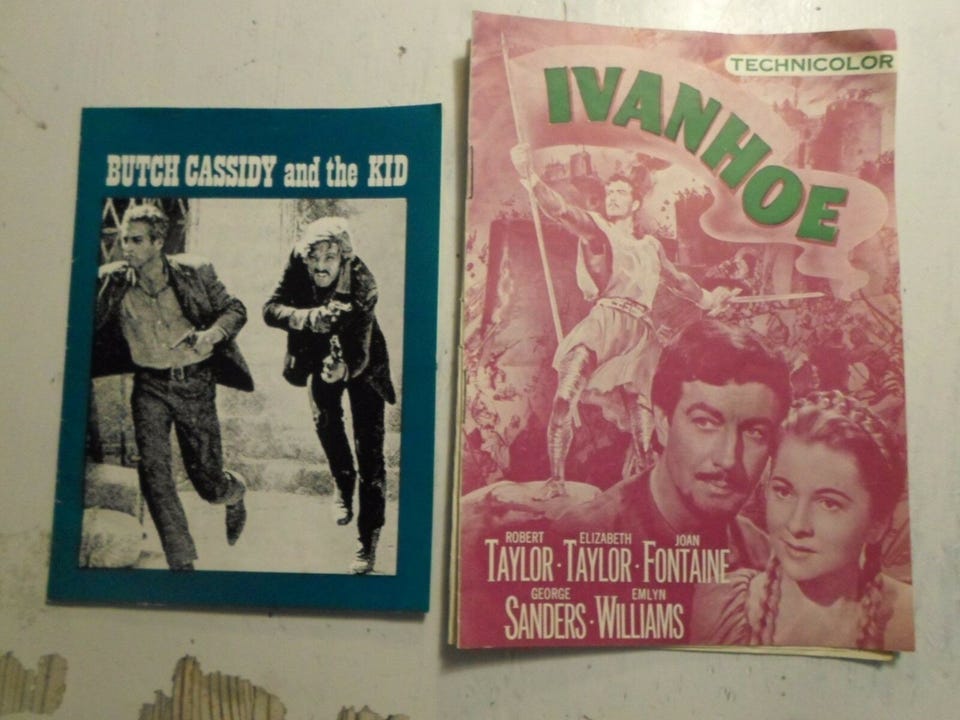 BUTCH CASSIDY and the KID
TECHNICOLOR
IVANHOE
ROBERT ELIZABETH JOAN
TAYLOR · TAYLOR · FONTAINE
GEORGE EMLYN
SANDERS · WILLIAMS